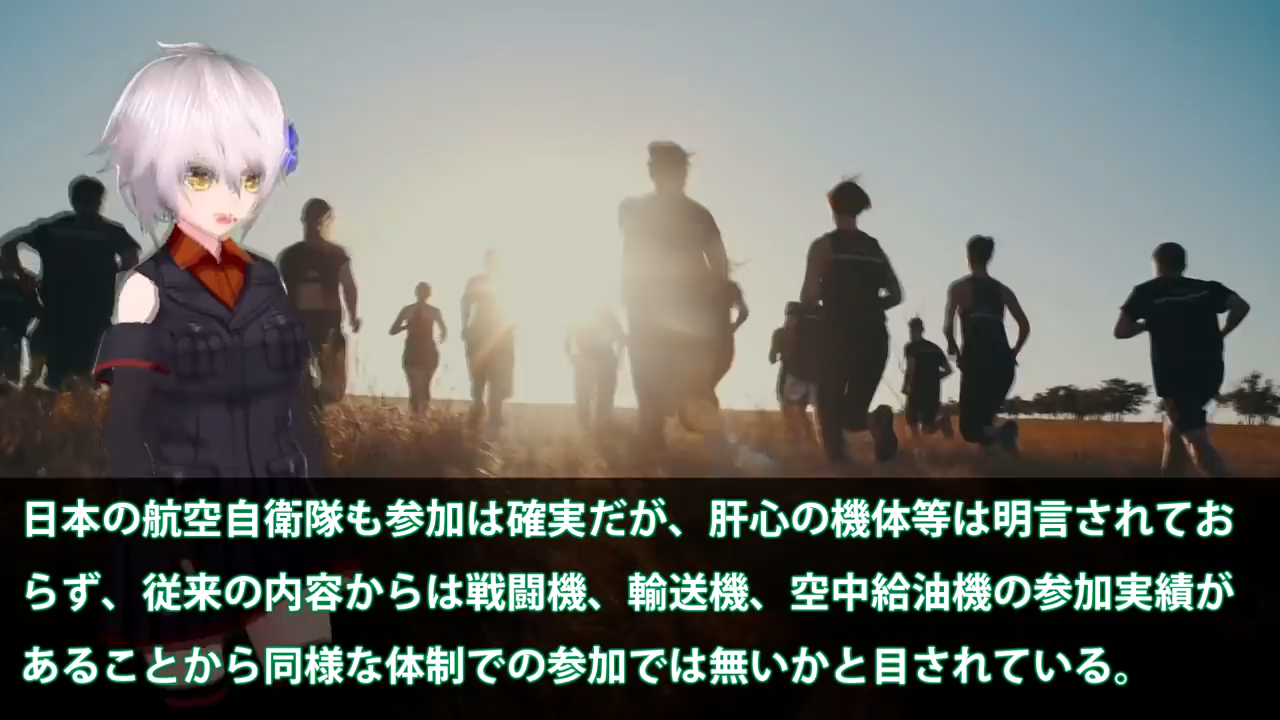 日本の航空自衛隊も参加は確実だが、肝心の機体等は明言されてお
らず、従来の内容からは戦闘機、輸送機、空中給油機の参加実績が
あることから同様な体制での参加では無いかと目されている。